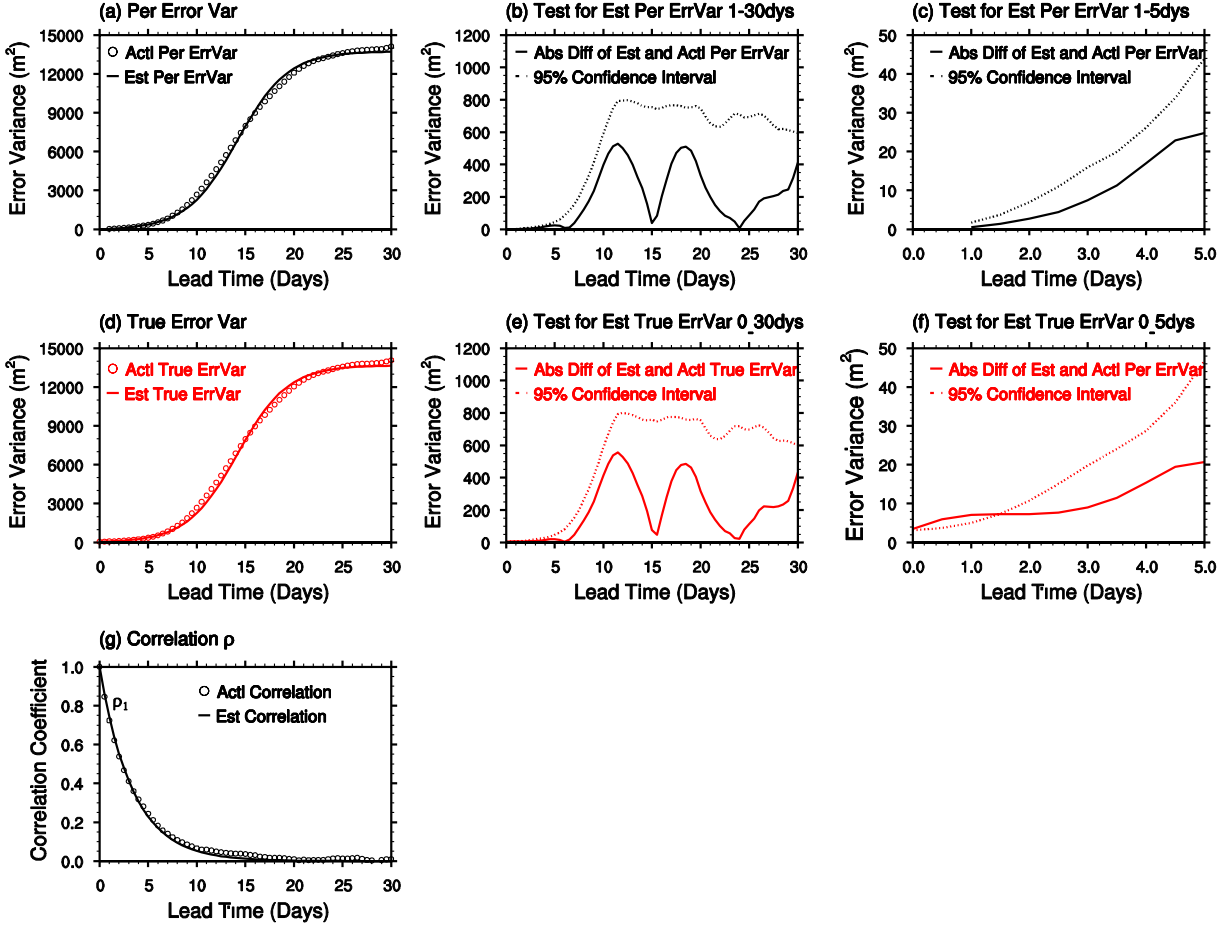 (a) Per Error Var
15000
12000
9000
6000
3000
0
Error Variance (m²)
Actl Per ErrVar
Est Per ErrVar
0 5 10 15 20 25 30
Lead Time (Days)
(b) Test for Est Per ErrVar 1-30dys
1200
1000
800
600
400
200
0
Error Variance (m²)
Abs Diff of Est and Actl Per ErrVar
95% Confidence Interval
0 5 10 15 20 25 30
Lead Time (Days)
(c) Test for Est Per ErrVar 1-5dys
50
40
30
20
10
0
Error Variance (m²)
Abs Diff of Est and Actl Per ErrVar
95% Confidence Interval
0.0 1.0 2.0 3.0 4.0 5.0
Lead Time (Days)
(d) True Error Var
15000
12000
9000
6000
3000
0
Error Variance (m²)
Actl True ErrVar
Est True ErrVar
0 5 10 15 20 25 30
Lead Time (Days)
(e) Test for Est True ErrVar 0_30dys
1200
1000
800
600
400
200
0
Error Variance (m²)
Abs Diff of Est and Actl True ErrVar
95% Confidence Interval
0 5 10 15 20 25 30
Lead Time (Days)
(f) Test for Est True ErrVar 0_5dys
50
40
30
20
10
0
Error Variance (m²)
Abs Diff of Est and Actl Per ErrVar
95% Confidence Interval
0.0 1.0 2.0 3.0 4.0 5.0
Lead Time (Days)
(g) Correlation ρ
1.0
0.8
0.6
0.4
0.2
0.0
Correlation Coefficient
ρ₁
Actl Correlation
Est Correlation
0 5 10 15 20 25 30
Lead Time (Days)